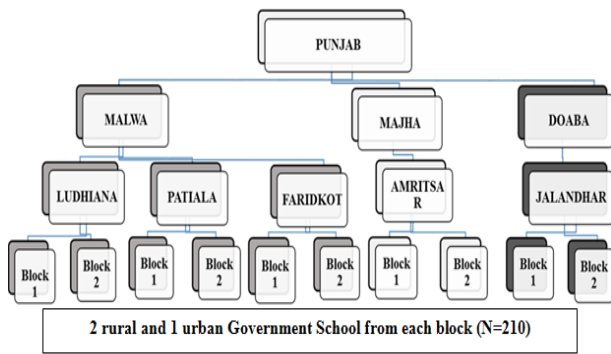 PUNJAB
MALWA
MAJHA
DOABA
LUDHIANA
PATIALA
FARIDKOT
AMRITSA
R
JALANDHAR
Block
1
Block
2
Block
1
Block
2
Block
1
Block
2
Block
1
Block
2
Block
1
Block
2
2 rural and 1 urban Government School from each block (N=210)